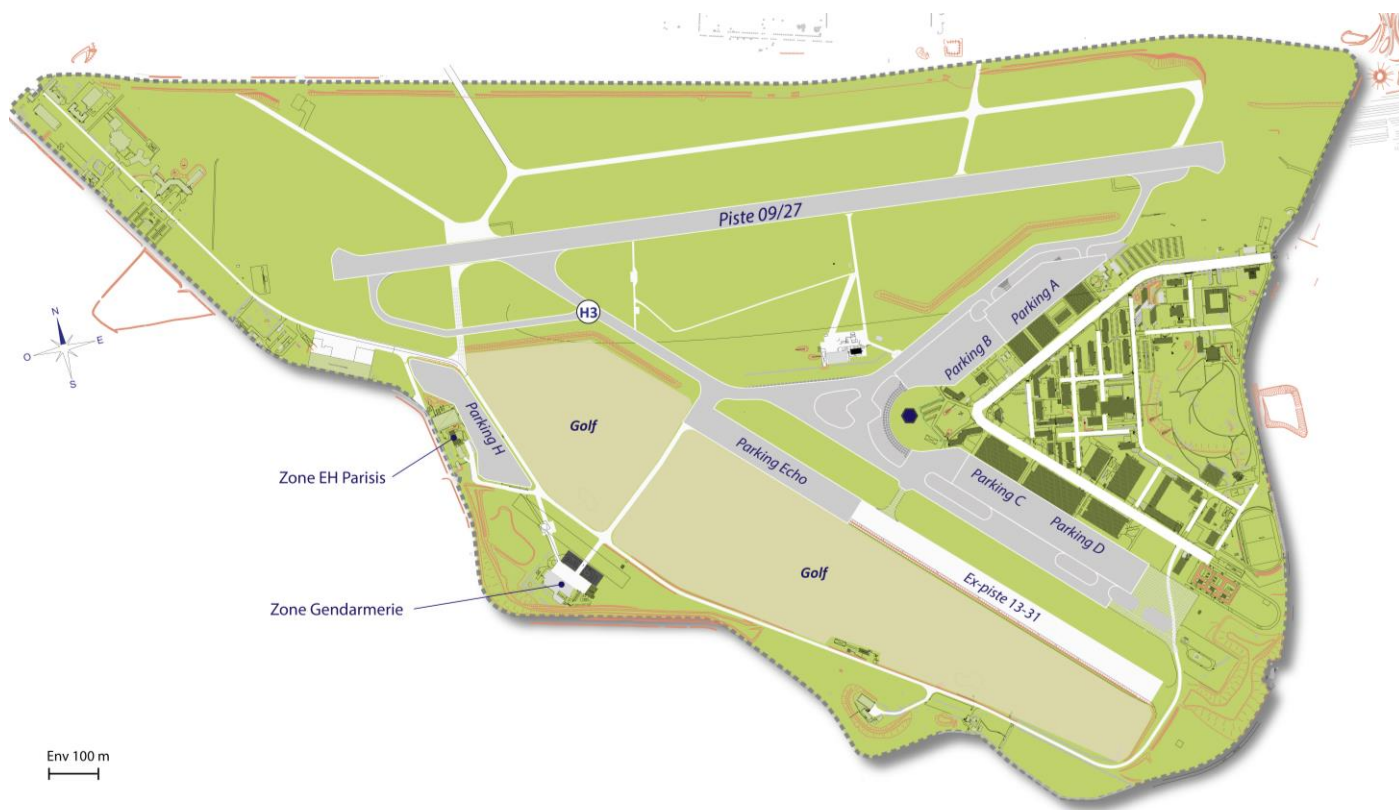 Piste 09/27
H3
N
E
O
S
Parking A
Parking B
Parking H
Golf
Parking Echo
Zone EH Parisis
Parking C
Parking D
Golf
Ex-piste 13-31
Zone Gendarmerie
Env 100 m